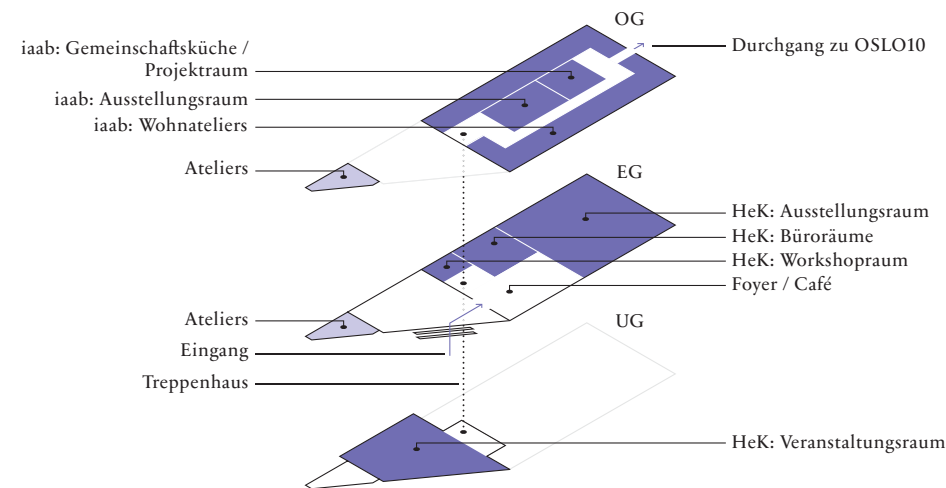 OG
iaab: Gemeinschaftsküche /
Projektraum
Durchgang zu OSLO10
iaab: Ausstellungsraum
iaab: Wohnateliers
Ateliers
EG
HeK: Ausstellungsraum
HeK: Büroräume
HeK: Workshopraum
Foyer / Café
Ateliers
Eingang
UG
Treppenhaus
HeK: Veranstaltungsraum